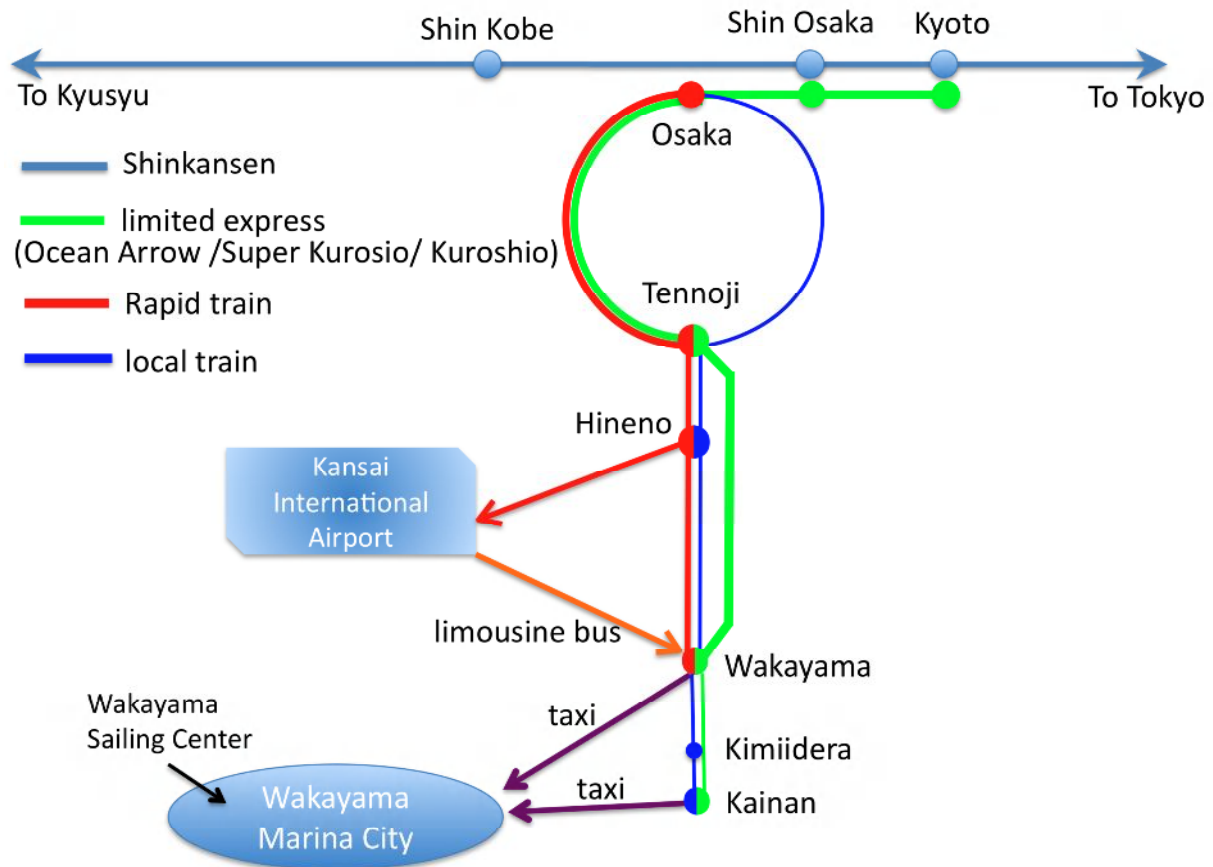 Shin Kobe
Shin Osaka
Kyoto
To Kyusyu
To Tokyo
Osaka
Shinkansen
limited express
(Ocean Arrow /Super Kurosio/ Kuroshio)
Rapid train
local train
Tennoji
Hineno
Kansai
International
Airport
limousine bus
Wakayama
taxi
Wakayama
Sailing Center
Kimiidera
taxi
Kainan
Wakayama
Marina City